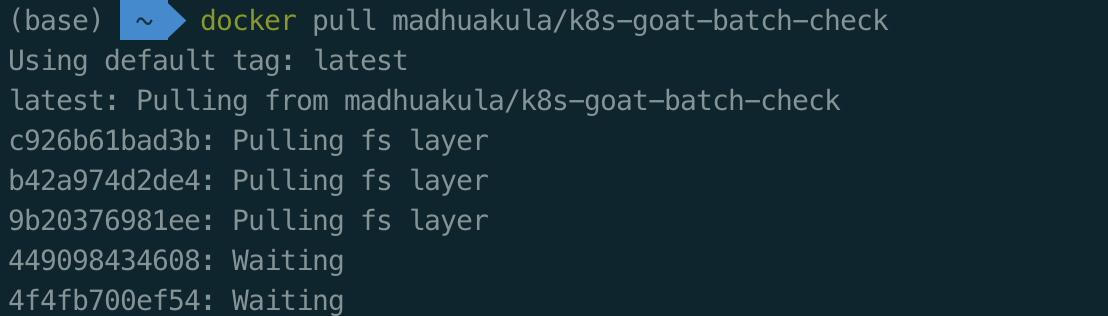 (base) ~ docker pull madhuakula/k8s-goat-batch-check
Using default tag: latest
latest: Pulling from madhuakula/k8s-goat-batch-check
c926b61bad3b: Pulling fs layer
b42a974d2de4: Pulling fs layer
9b20376981ee: Pulling fs layer
449098434608: Waiting
4f4fb700ef54: Waiting